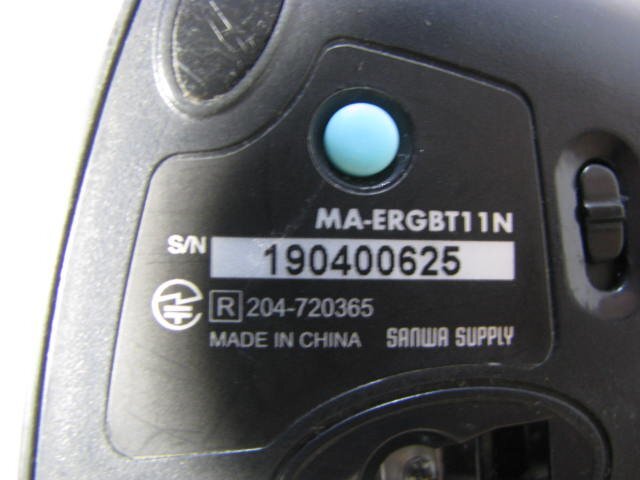 MA-ERGBT11N
S/N 190400625
R 204-720365
MADE IN CHINA SANWA SUPPLY